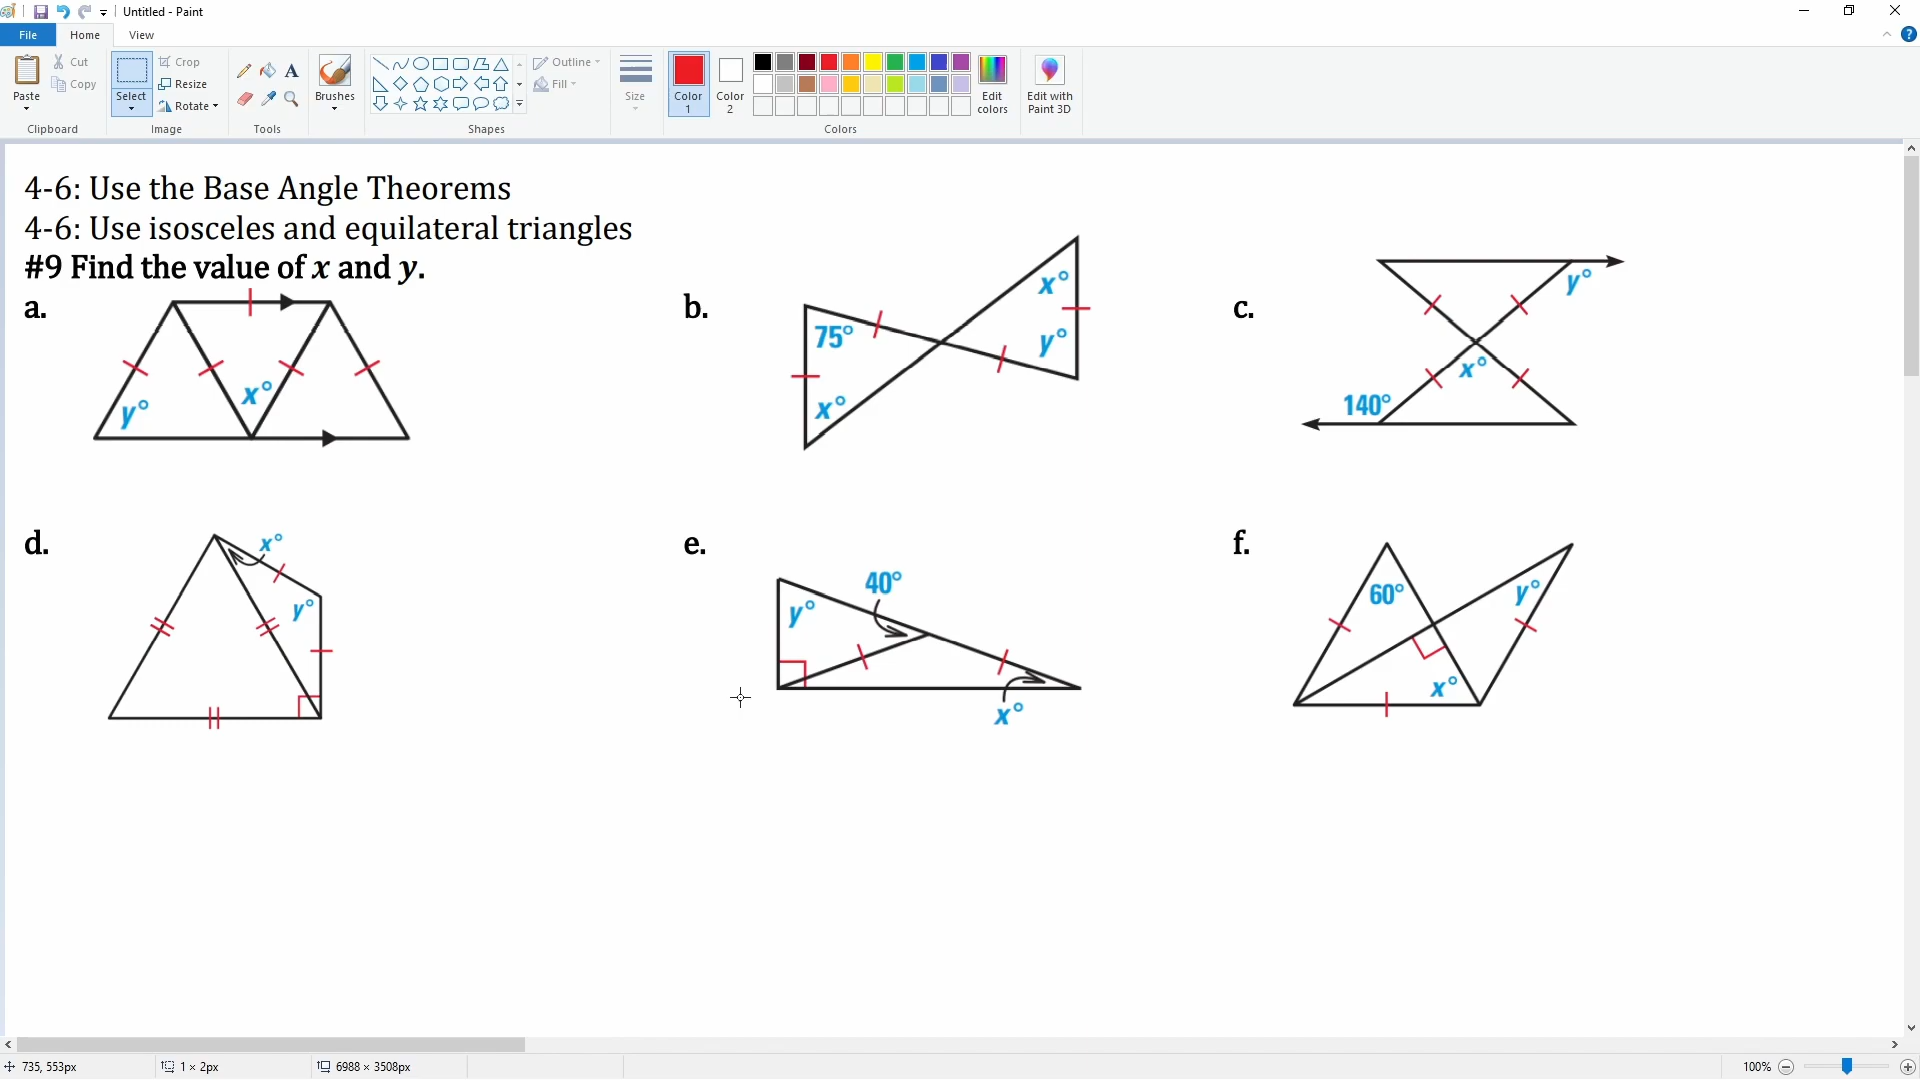 Untitled - Paint
File Home View
Paste
Cut
Copy
Clipboard
Select
Crop
Resize
Rotate
Image
A
Tools
Brushes
Shapes
Outline
Fill
Size
Color 1
Color 2
Edit colors
Colors
Edit with Paint 3D
?
4-6: Use the Base Angle Theorems
4-6: Use isosceles and equilateral triangles
#9 Find the value of x and y.
a.
y°
x°
b.
75°
x°
x°
y°
c.
y°
x°
140°
d.
x°
y°
e.
40°
y°
x°
f.
60°
y°
x°
735, 553px
1 × 2px
6988 × 3508px
100%